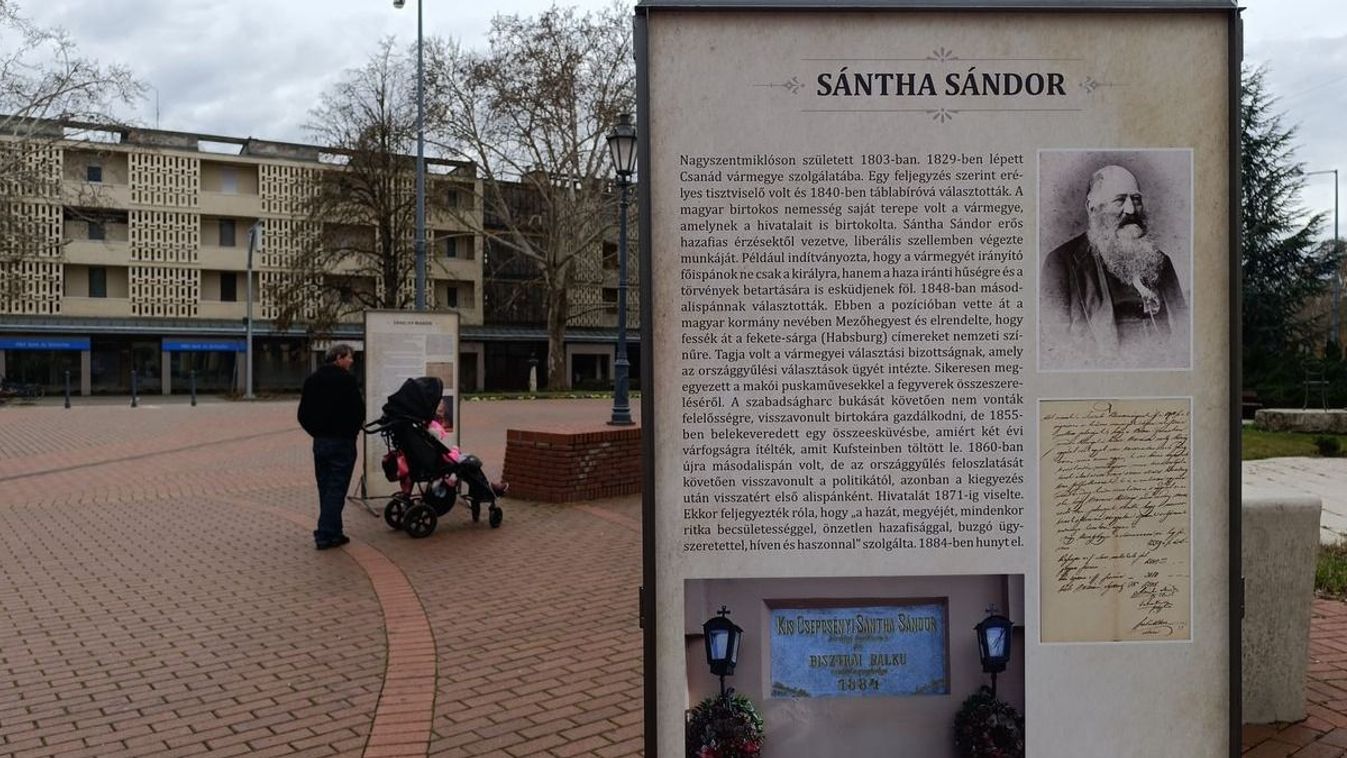 SÁNTHA SÁNDOR
Nagyszentmiklóson született 1803-ban. 1829-ben lépett
Csanád vármegye szolgálatába. Egy feljegyzés szerint eré-
lyes tisztviselő volt és 1840-ben táblabíróvá választották. A
magyar birtokos nemesség saját terepe volt a vármegye,
amelynek a hivatalait is birtokolta. Sántha Sándor erős
hazafias érzésektől vezetve, liberális szellemben végezte
munkáját. Például indítványozta, hogy a vármegyét irányító
főispánok ne csak a királyra, hanem a haza iránti hűségre és a
törvények betartására is esküdjenek föl. 1848-ban másod-
alispánnak választották. Ebben a pozícióban vette át a
magyar kormány nevében Mezőhegyest és elrendelte, hogy
fessék át a fekete-sárga (Habsburg) címereket nemzeti szí-
nűre. Tagja volt a vármegyei választási bizottságnak, amely
az országgyűlési választások ügyét intézte. Sikeresen meg-
egyezett a makói puskaművesekkel a fegyverek összeszere-
léséről. A szabadságharc bukását követően nem vonták
felelősségre, visszavonult birtokára gazdálkodni, de 1855-
ben belekeveredett egy összeesküvésbe, amiért két évi
várfogságra ítélték, amit Kufsteinben töltött le. 1860-ban
újra másodalispán volt, de az országgyűlés feloszlatását
követően visszavonult a politikától, azonban a kiegyezés
után visszatért első alispánként. Hivatalát 1871-ig viselte.
Ekkor feljegyezték róla, hogy „a hazát, megyéjét, mindenkor
ritka becsületességgel, önzetlen hazafisággal, buzgó ügy-
szeretettel, híven és haszonnal" szolgálta. 1884-ben hunyt el.
KIS CSEPCSÉNYI SÁNTHA SÁNDOR
BISZTRAI BALKU
1884